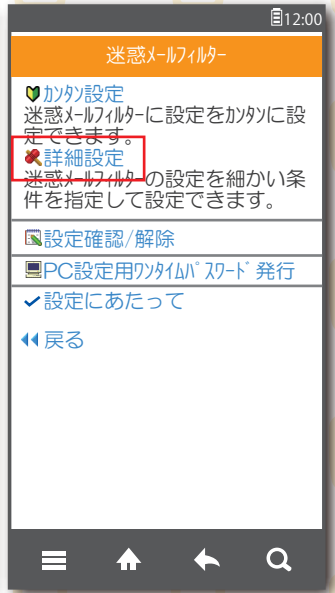 12:00
迷惑ﾒｰﾙﾌｨﾙﾀｰ
ｶﾝﾀﾝ設定
迷惑ﾒｰﾙﾌｨﾙﾀｰに設定をｶﾝﾀﾝに設
定できます。
詳細設定
迷惑ﾒｰﾙﾌｨﾙﾀｰの設定を細かい条
件を指定して設定できます。
設定確認/解除
PC設定用ﾜﾝﾀｲﾑﾊﾟｽﾜｰﾄﾞ発行
設定にあたって
戻る